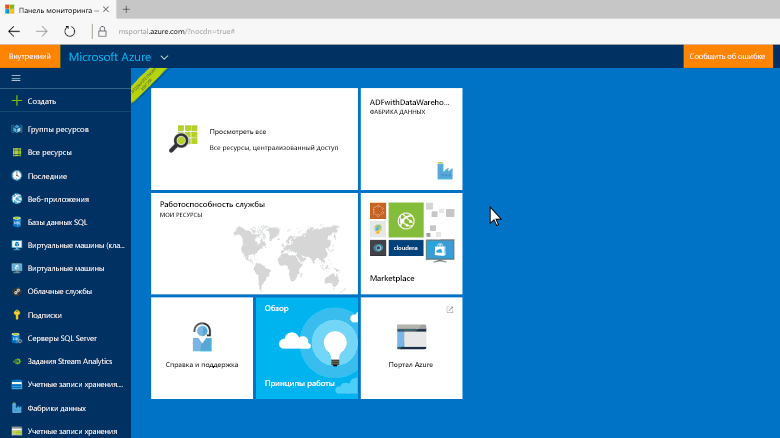 Панель мониторинга —
msportal.azure.com/?nocdn=true#
Внутренний
Microsoft Azure
Сообщить об ошибке
Создать
Группы ресурсов
Все ресурсы
Последние
Веб-приложения
Базы данных SQL
Виртуальные машины (кла...
Виртуальные машины
Облачные службы
Подписки
Серверы SQL Server
Задания Stream Analytics
Учетные записи хранения...
Фабрики данных
Учетные записи хранения
Просмотреть все
Все ресурсы, централизованный доступ
ADFwithDataWareho...
ФАБРИКА ДАННЫХ
Работоспособность службы
МОИ РЕСУРСЫ
cloudera
Marketplace
Справка и поддержка
Обзор
Принципы работы
Портал Azure